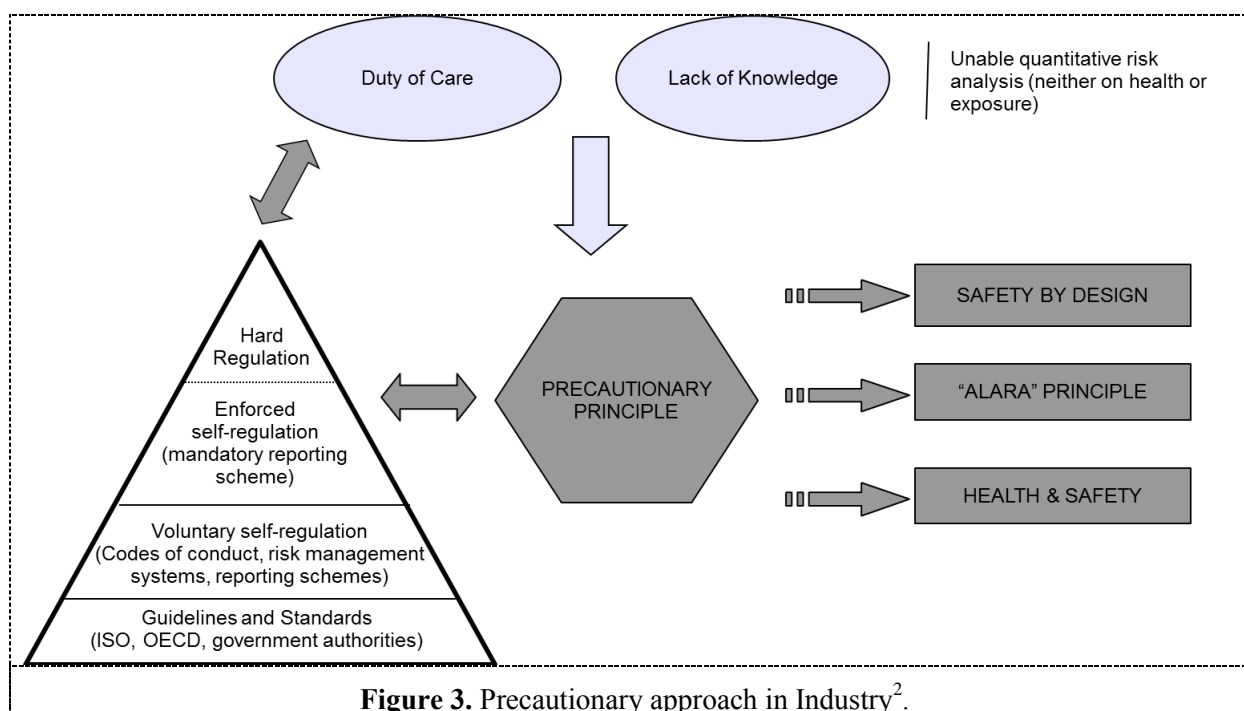 Duty of Care
Lack of Knowledge
Unable quantitative risk
analysis (neither on health or
exposure)
Hard
Regulation
Enforced
self-regulation
(mandatory reporting
scheme)
Voluntary self-regulation
(Codes of conduct, risk management
systems, reporting schemes)
Guidelines and Standards
(ISO, OECD, government authorities)
PRECAUTIONARY
PRINCIPLE
SAFETY BY DESIGN
“ALARA” PRINCIPLE
HEALTH & SAFETY
Figure 3. Precautionary approach in Industry².